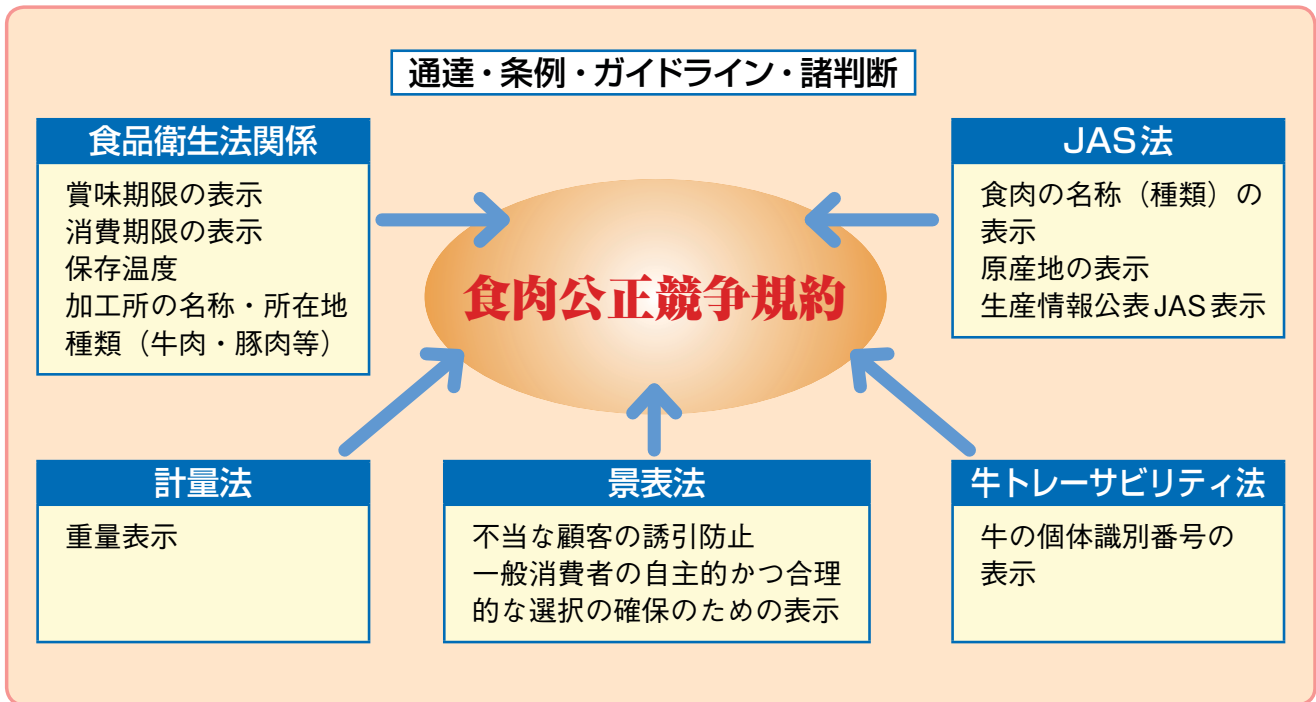 通達・条例・ガイドライン・諸判断
食品衛生法関係
賞味期限の表示
消費期限の表示
保存温度
加工所の名称・所在地
種類（牛肉・豚肉等）
JAS法
食肉の名称（種類）の
表示
原産地の表示
生産情報公表JAS表示
食肉公正競争規約
計量法
重量表示
景表法
不当な顧客の誘引防止
一般消費者の自主的かつ合理
的な選択の確保のための表示
牛トレーサビリティ法
牛の個体識別番号の
表示